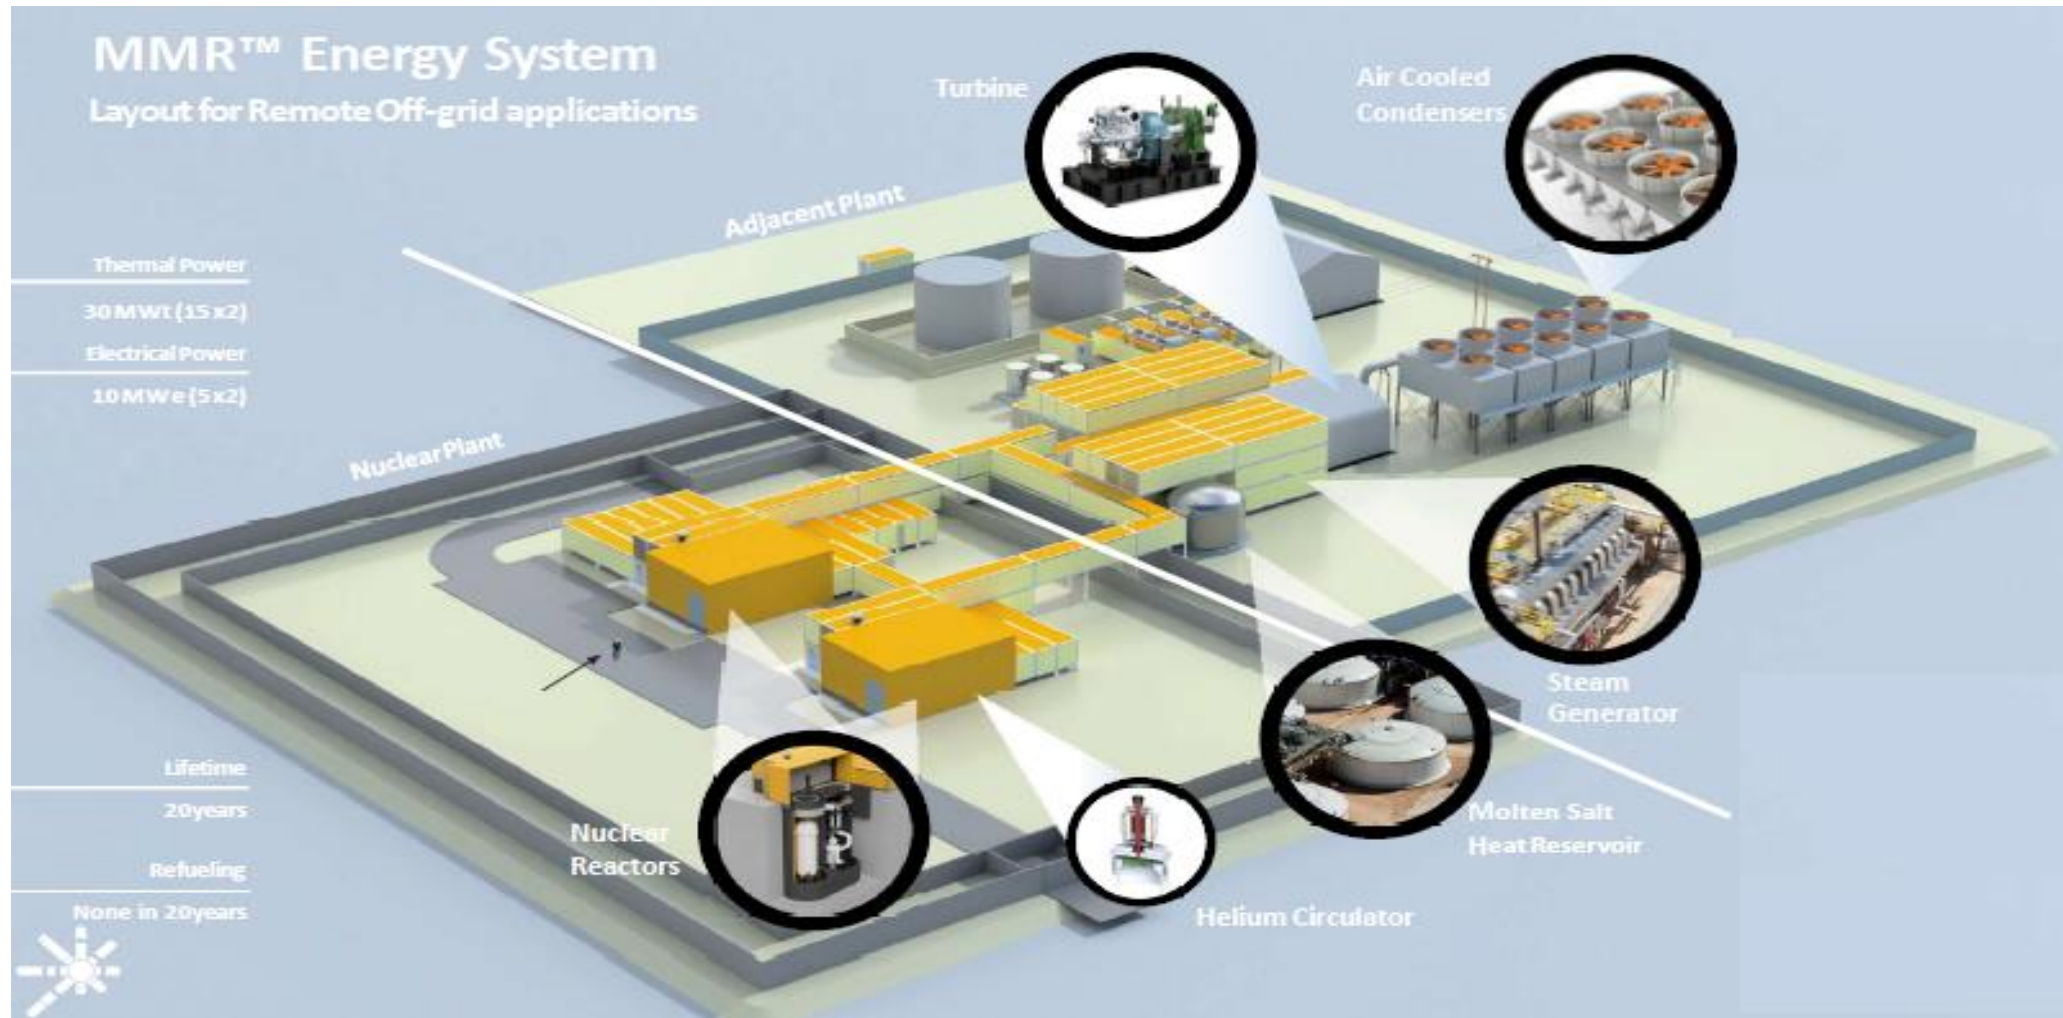 MMR™ Energy System
Layout for Remote Off-grid applications
Turbine
Air Cooled
Condensers
Adjacent Plant
Thermal Power
30 MWt (15 x2)
Electrical Power
10 MWe (5 x2)
Nuclear Plant
Steam
Generator
Lifetime
20years
Molten Salt
Heat Reservoir
Nuclear
Reactors
Refueling
None in 20years
Helium Circulator